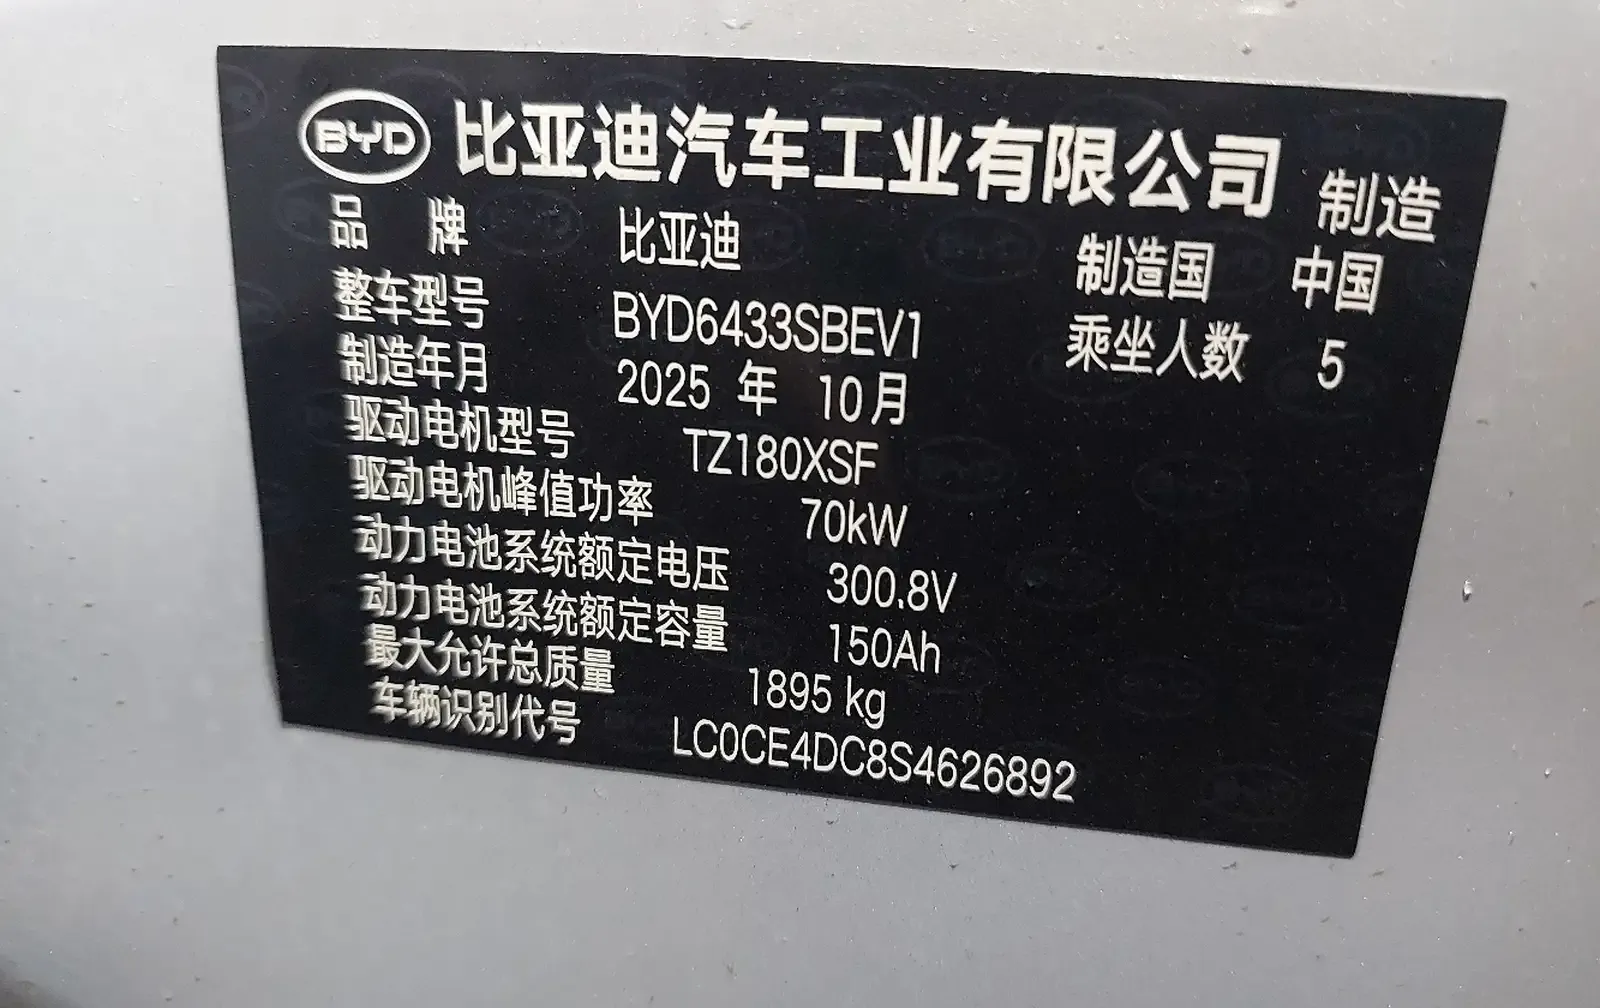 BYD 比亚迪汽车工业有限公司 制造
品 牌 比亚迪 制造国 中国
整车型号 BYD6433SBEV1 乘坐人数 5
制造年月 2025 年 10月
驱动电机型号 TZ180XSF
驱动电机峰值功率 70kW
动力电池系统额定电压 300.8V
动力电池系统额定容量 150Ah
最大允许总质量 1895 kg
车辆识别代号 LC0CE4DC8S4626892